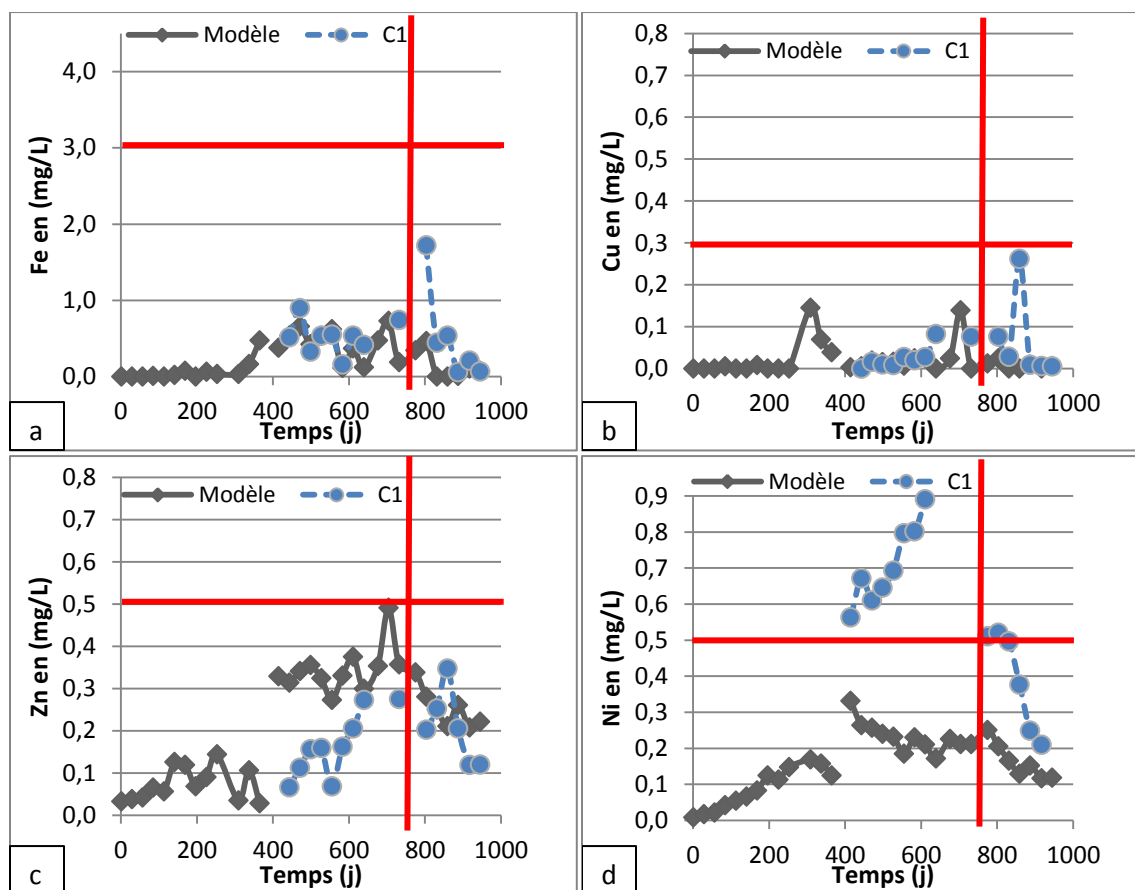 Modèle C1
Fe en (mg/L)
4,0
3,0
2,0
1,0
0,0
0 200 400 600 800 1000
Temps (j)
a
Modèle C1
Cu en (mg/L)
0,8
0,7
0,6
0,5
0,4
0,3
0,2
0,1
0,0
0 200 400 600 800 1000
Temps (j)
b
Modèle C1
Zn en (mg/L)
0,8
0,7
0,6
0,5
0,4
0,3
0,2
0,1
0,0
0 200 400 600 800 1000
Temps (j)
c
Modèle C1
Ni en (mg/L)
0,9
0,8
0,7
0,6
0,5
0,4
0,3
0,2
0,1
0,0
0 200 400 600 800 1000
Temps (j)
d